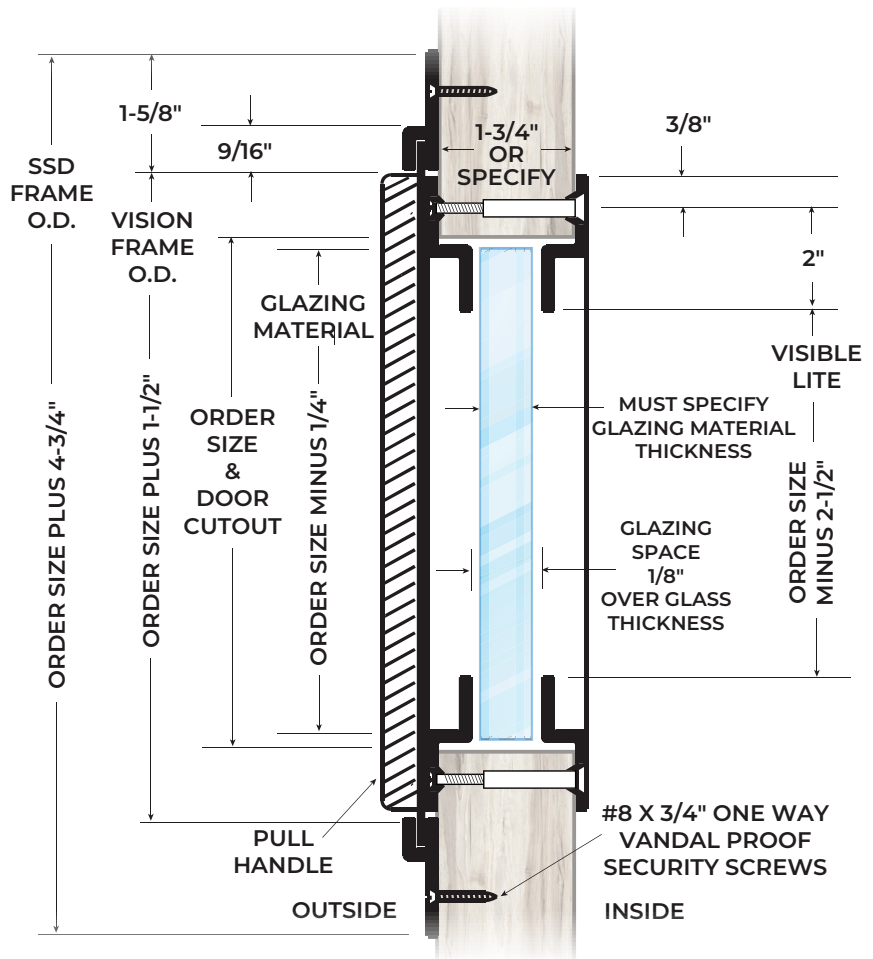 1-5/8"
9/16"
SSD
FRAME
O.D.
VISION
FRAME
O.D.
1-3/4"
OR
SPECIFY
3/8"
2"
GLAZING
MATERIAL
VISIBLE
LITE
ORDER SIZE PLUS 4-3/4"
ORDER SIZE PLUS 1-1/2"
ORDER
SIZE
&
DOOR
CUTOUT
ORDER SIZE MINUS 1/4"
MUST SPECIFY
GLAZING MATERIAL
THICKNESS
ORDER SIZE
MINUS 2-1/2"
GLAZING
SPACE
1/8"
OVER GLASS
THICKNESS
PULL
HANDLE
#8 X 3/4" ONE WAY
VANDAL PROOF
SECURITY SCREWS
OUTSIDE
INSIDE